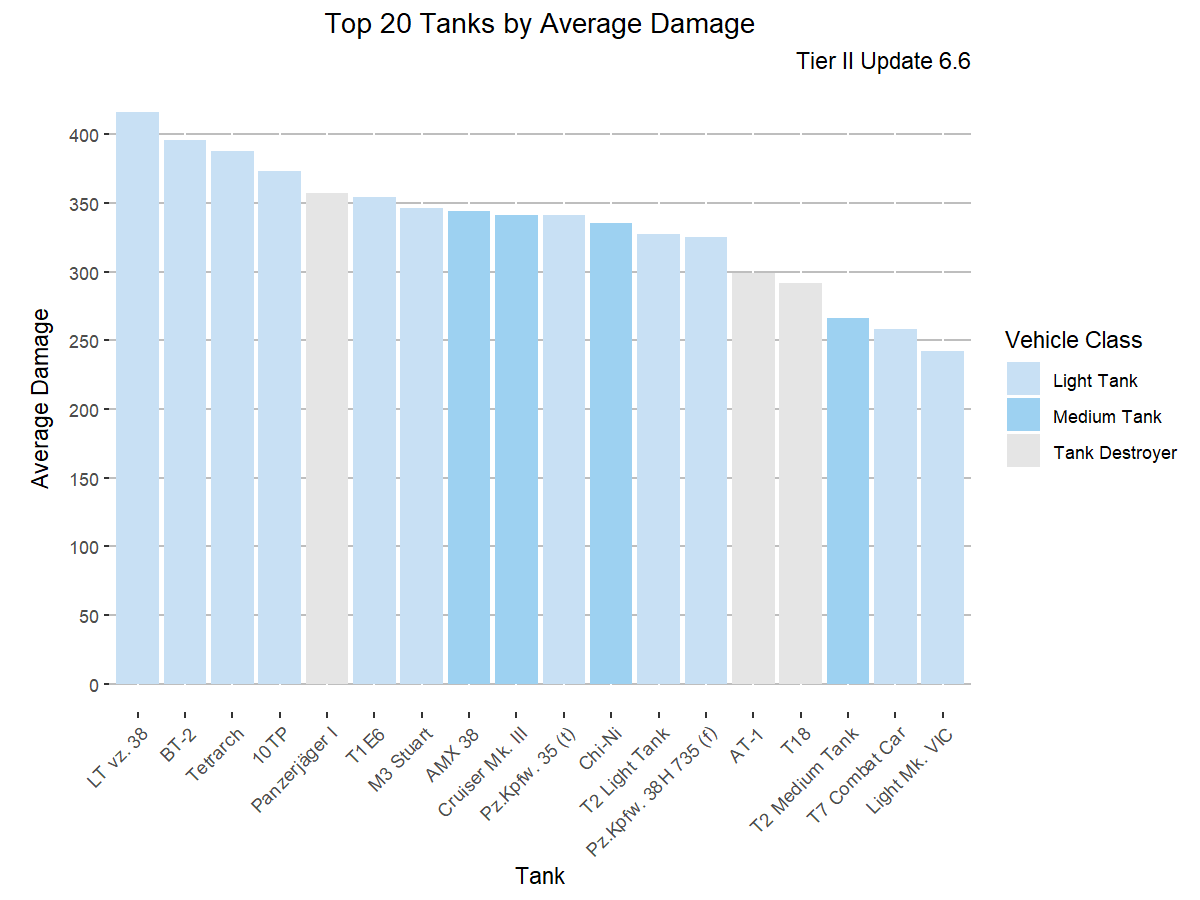 Top 20 Tanks by Average Damage
Tier II Update 6.6
Average Damage
400
350
300
250
200
150
100
50
0
LT vz. 38
BT-2
Tetrarch
10TP
Panzerjäger I
T1E6
M3 Stuart
AMX 38
Cruiser Mk. III
Pz.Kpfw. 35 (t)
Chi-Ni
T2 Light Tank
Pz.Kpfw. 38H 735 (f)
AT-1
T18
T2 Medium Tank
T7 Combat Car
Light Mk. VIC
Tank
Vehicle Class
Light Tank
Medium Tank
Tank Destroyer